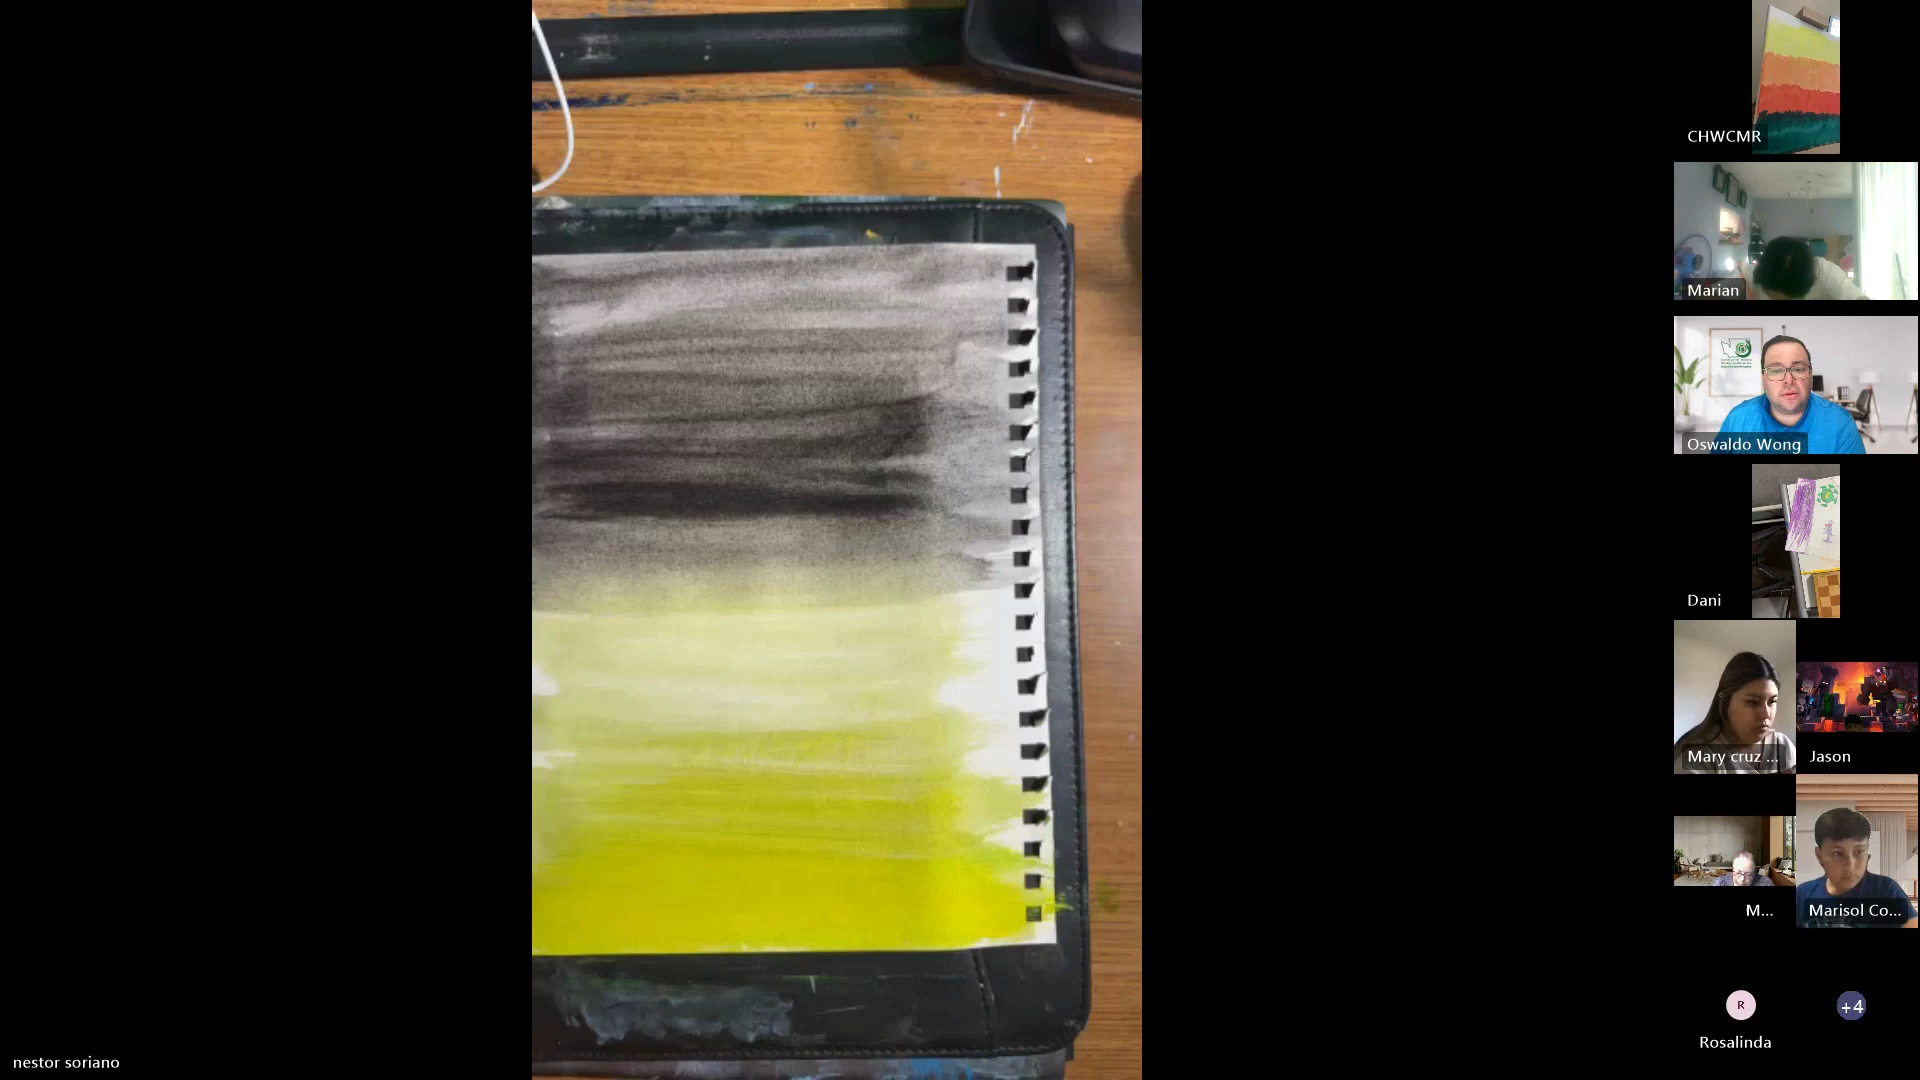 CHWCMR
Marian
Oswaldo Wong
Dani
Mary cruz ...
Jason
M...
Marisol Co...
R
+4
Rosalinda
nestor soriano